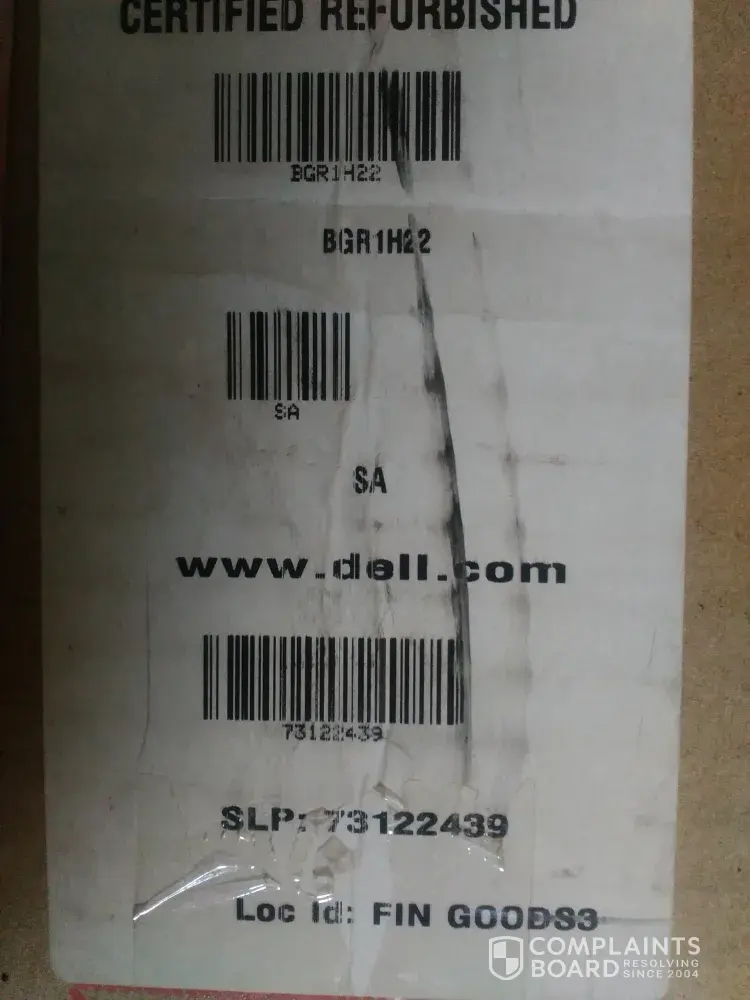 CERTIFIED REFURBISHED
BGR1H22
BGR1H22
SA
SA
www.dell.com
73122439
SLP: 73122439
Loc Id: FIN GOODS3
COMPLAINTS
BOARD RESOLVING
SINCE 2004